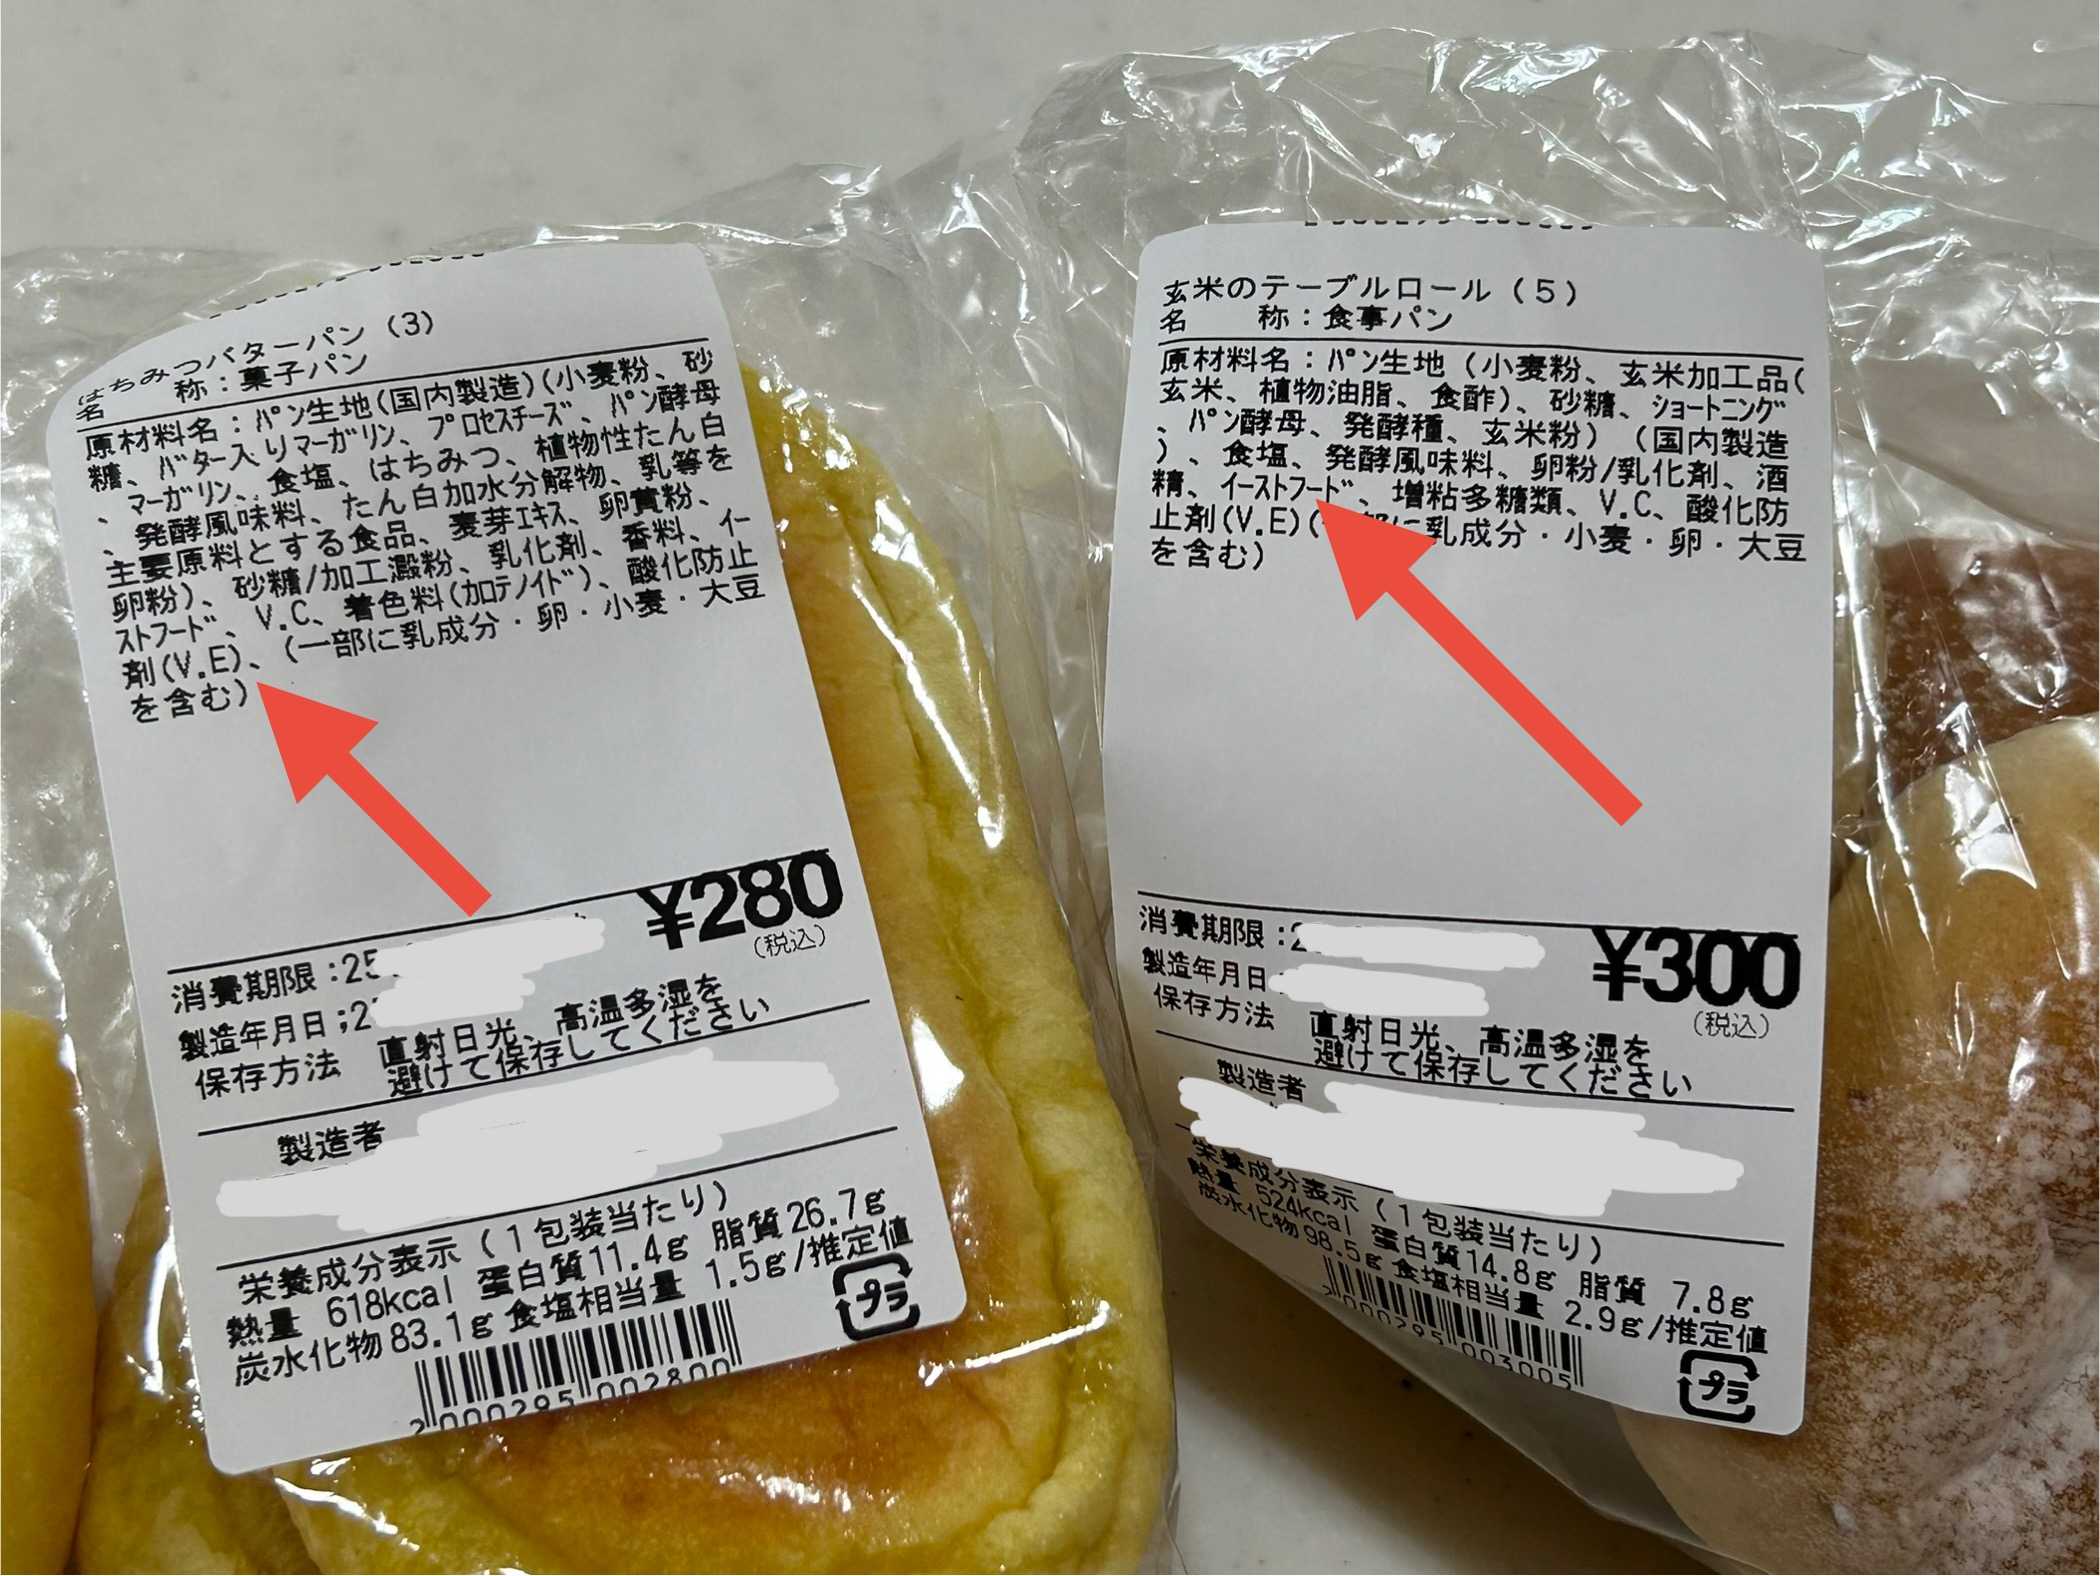 はちみつバターパン(3)
名 称:菓子パン
原材料名:パン生地(国内製造)(小麦粉、砂
糖、バター入りマーガリン、プロセスチーズ、パン酵母
、マーガリン、食塩、はちみつ、植物性たん白
、発酵風味料、たん白加水分解物、乳等を
主要原料とする食品、麦芽エキス、卵黄粉、
卵粉)、砂糖/加工澱粉、乳化剤、香料、イー
ストフード、V.C、着色料(カロテノイド)、酸化防止
剤(V.E)、(一部に乳成分・卵・小麦・大豆
を含む)
¥280
(税込)
消費期限:25
製造年月日:2
保存方法 直射日光、高温多湿を
避けて保存してください
製造者
栄養成分表示(1包装当たり)
熱量 618kcal 蛋白質11.4g 脂質26.7g
炭水化物83.1g 食塩相当量 1.5g/推定値
プラ
2000295002800
玄米のテーブルロール(5)
名 称:食事パン
原材料名:パン生地(小麦粉、玄米加工品(
玄米、植物油脂、食酢)、砂糖、ショートニング
、パン酵母、発酵種、玄米粉)(国内製造
)、食塩、発酵風味料、卵粉/乳化剤、酒
精、イーストフード、増粘多糖類、V.C、酸化防
止剤(V.E)(一部に乳成分・小麦・卵・大豆
を含む)
¥300
(税込)
消費期限:2
製造年月日
保存方法 直射日光、高温多湿を
避けて保存してください
製造者
栄養成分表示(1包装当たり)
熱量 524kcal 蛋白質14.8g 脂質 7.8g
炭水化物98.5g 食塩相当量 2.9g/推定値
プラ
2000295003005